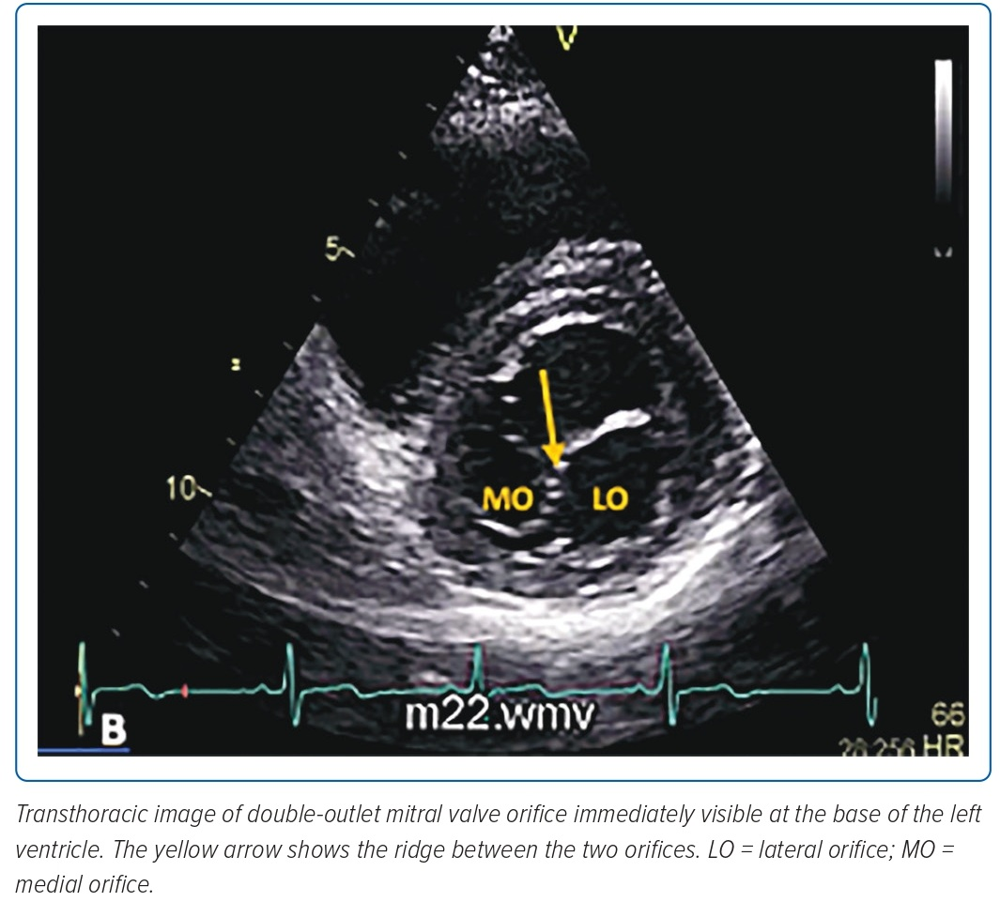 5
10
MO LO
m22.wmv
B
66
HR
Transthoracic image of double-outlet mitral valve orifice immediately visible at the base of the left
ventricle. The yellow arrow shows the ridge between the two orifices. LO = lateral orifice; MO =
medial orifice.